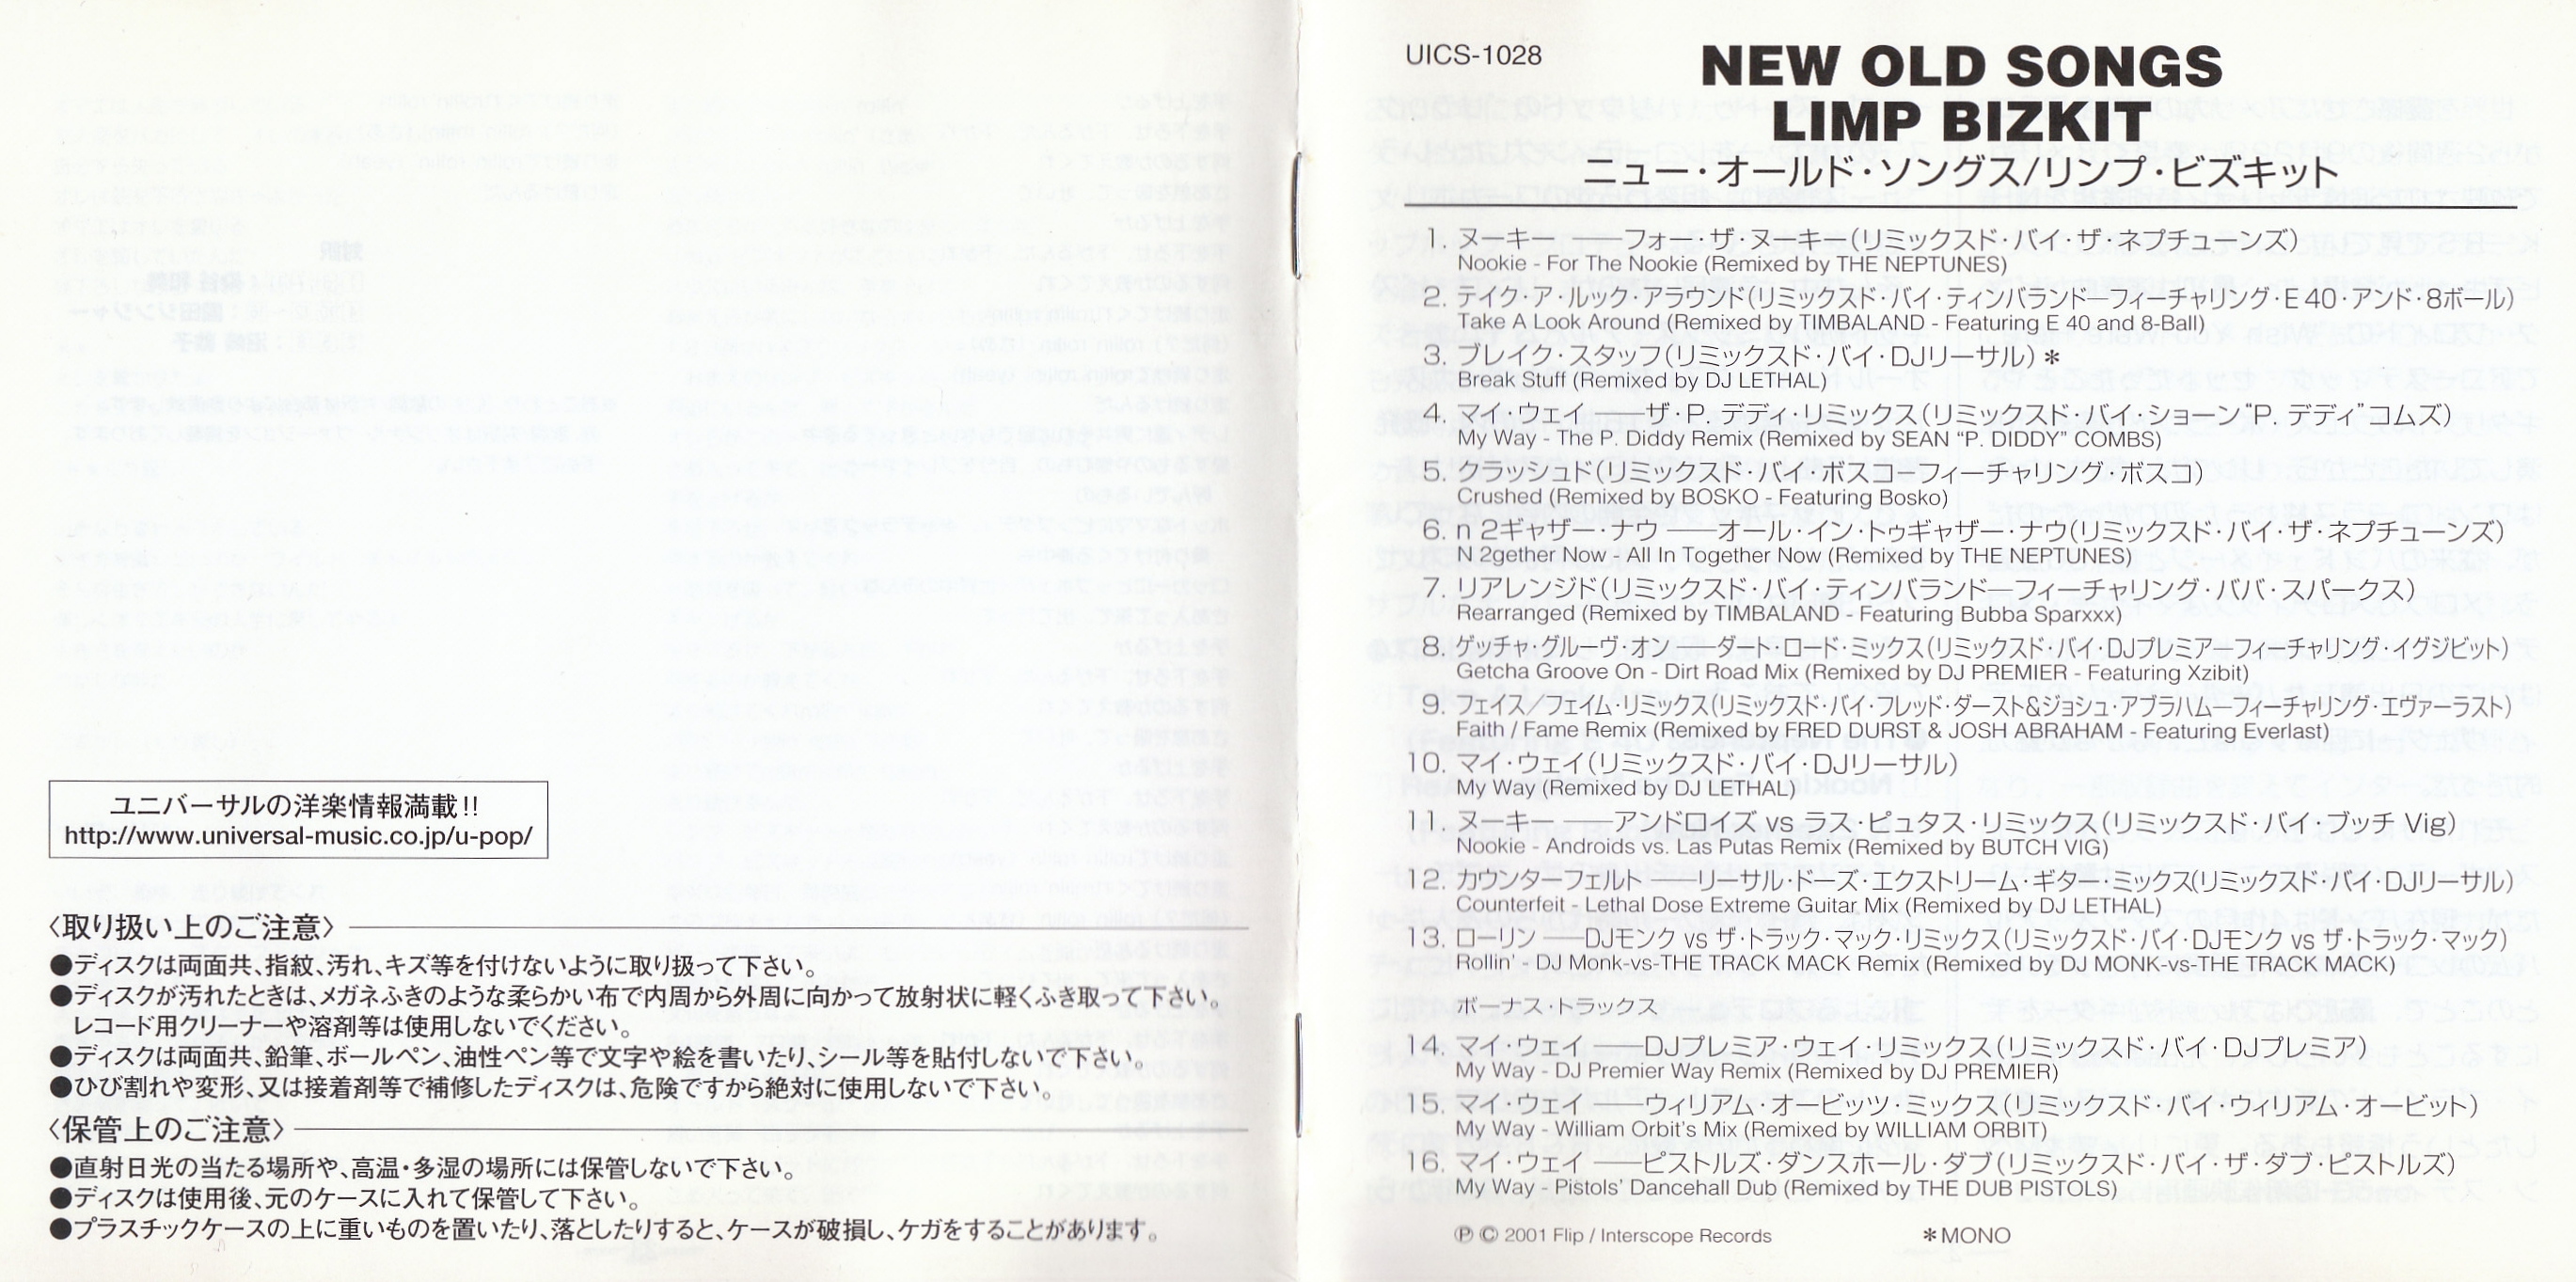 ユニバーサルの洋楽情報満載!!
http://www.universal-music.co.jp/u-pop/
〈取り扱い上のご注意〉
●ディスクは両面共、指紋、汚れ、キズ等を付けないように取り扱って下さい。
●ディスクが汚れたときは、メガネふきのような柔らかい布で内周から外周に向かって放射状に軽くふき取って下さい。
レコード用クリーナーや溶剤等は使用しないでください。
●ディスクは両面共、鉛筆、ボールペン、油性ペン等で文字や絵を書いたり、シール等を貼付しないで下さい。
●ひび割れや変形、又は接着剤等で補修したディスクは、危険ですから絶対に使用しないで下さい。
〈保管上のご注意〉
●直射日光の当たる場所や、高温・多湿の場所には保管しないで下さい。
●ディスクは使用後、元のケースに入れて保管して下さい。
●プラスチックケースの上に重いものを置いたり、落としたりすると、ケースが破損し、ケガをすることがあります。
UICS-1028
NEW OLD SONGS
LIMP BIZKIT
ニュー・オールド・ソングス/リンプ・ビズキット
1. ヌーキー――フォー・ザ・ヌーキー(リミックスド・バイ・ザ・ネプチューンズ)
Nookie - For The Nookie (Remixed by THE NEPTUNES)
2. テイク・ア・ルック・アラウンド(リミックスド・バイ・ティンバランド―フィーチャリング・E 40・アンド・8ボール)
Take A Look Around (Remixed by TIMBALAND - Featuring E 40 and 8-Ball)
3. ブレイク・スタッフ(リミックスド・バイ・DJリーサル)＊
Break Stuff (Remixed by DJ LETHAL)
4. マイ・ウェイ ――ザ・P. デディ・リミックス(リミックスド・バイ・ショーン“P. デディ”コムズ)
My Way - The P. Diddy Remix (Remixed by SEAN “P. DIDDY” COMBS)
5. クラッシュド(リミックスド・バイ・ボスコーフィーチャリング・ボスコ)
Crushed (Remixed by BOSKO - Featuring Bosko)
6. n 2ギャザー・ナウ ――オール・イン・トゥギャザー・ナウ(リミックスド・バイ・ザ・ネプチューンズ)
N 2gether Now - All In Together Now (Remixed by THE NEPTUNES)
7. リアレンジド(リミックスド・バイ・ティンバランド―フィーチャリング・ババ・スパークス)
Rearranged (Remixed by TIMBALAND - Featuring Bubba Sparxxx)
8. ゲッチャ・グルーヴ・オン――ダート・ロード・ミックス(リミックスド・バイ・DJプレミアーフィーチャリング・イグジビット)
Getcha Groove On - Dirt Road Mix (Remixed by DJ PREMIER - Featuring Xzibit)
9. フェイス/フェイム・リミックス(リミックスド・バイ・フレッド・ダースト&ジョシュ・アブラハム―フィーチャリング・エヴァーラスト)
Faith / Fame Remix (Remixed by FRED DURST & JOSH ABRAHAM - Featuring Everlast)
10. マイ・ウェイ(リミックスド・バイ・DJリーサル)
My Way (Remixed by DJ LETHAL)
11. ヌーキー ――アンドロイズ vs ラス・ピュタス・リミックス(リミックスド・バイ・ブッチ Vig)
Nookie - Androids vs. Las Putas Remix (Remixed by BUTCH VIG)
12. カウンターフェルト ――リーサル・ドーズ・エクストリーム・ギター・ミックス(リミックスド・バイ・DJリーサル)
Counterfeit - Lethal Dose Extreme Guitar Mix (Remixed by DJ LETHAL)
13. ローリン ――DJモンク vs ザ・トラック・マック・リミックス(リミックスド・バイ・DJモンク vs ザ・トラック・マック)
Rollin' - DJ Monk-vs-THE TRACK MACK Remix (Remixed by DJ MONK-vs-THE TRACK MACK)
ボーナス・トラックス
14. マイ・ウェイ ――DJプレミア・ウェイ・リミックス(リミックスド・バイ・DJプレミア)
My Way - DJ Premier Way Remix (Remixed by DJ PREMIER)
15. マイ・ウェイ ――ウィリアム・オービッツ・ミックス(リミックスド・バイ・ウィリアム・オービット)
My Way - William Orbit's Mix (Remixed by WILLIAM ORBIT)
16. マイ・ウェイ ――ピストルズ・ダンスホール・ダブ(リミックスド・バイ・ザ・ダブ・ピストルズ)
My Way - Pistols' Dancehall Dub (Remixed by THE DUB PISTOLS)
℗ © 2001 Flip / Interscope Records ＊MONO